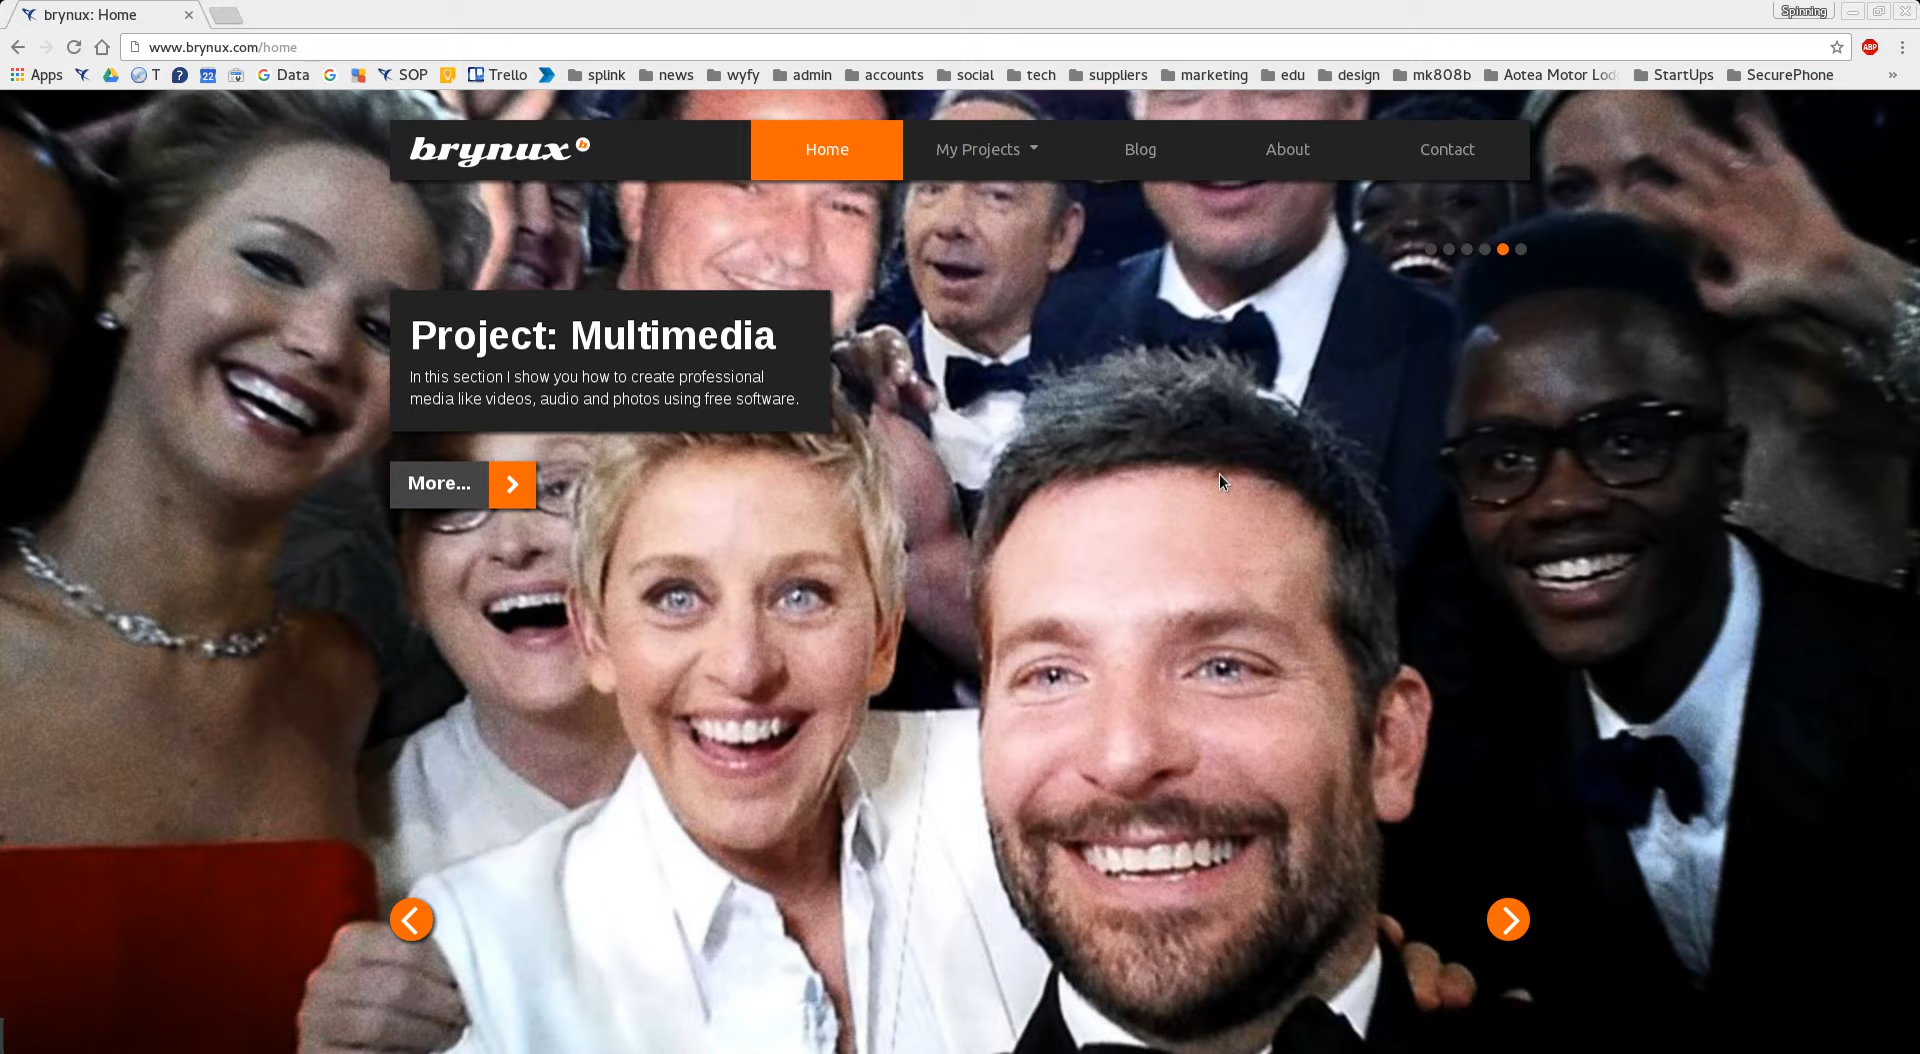 brynux: Home
Spinning
www.brynux.com/home
ABP
Apps T ? 22 Data SOP Trello splink news wyfy admin accounts social tech suppliers marketing edu design mk808b Aotea Motor Lod StartUps SecurePhone »
brynux b Home My Projects Blog About Contact
Project: Multimedia
In this section I show you how to create professional
media like videos, audio and photos using free software.
More...